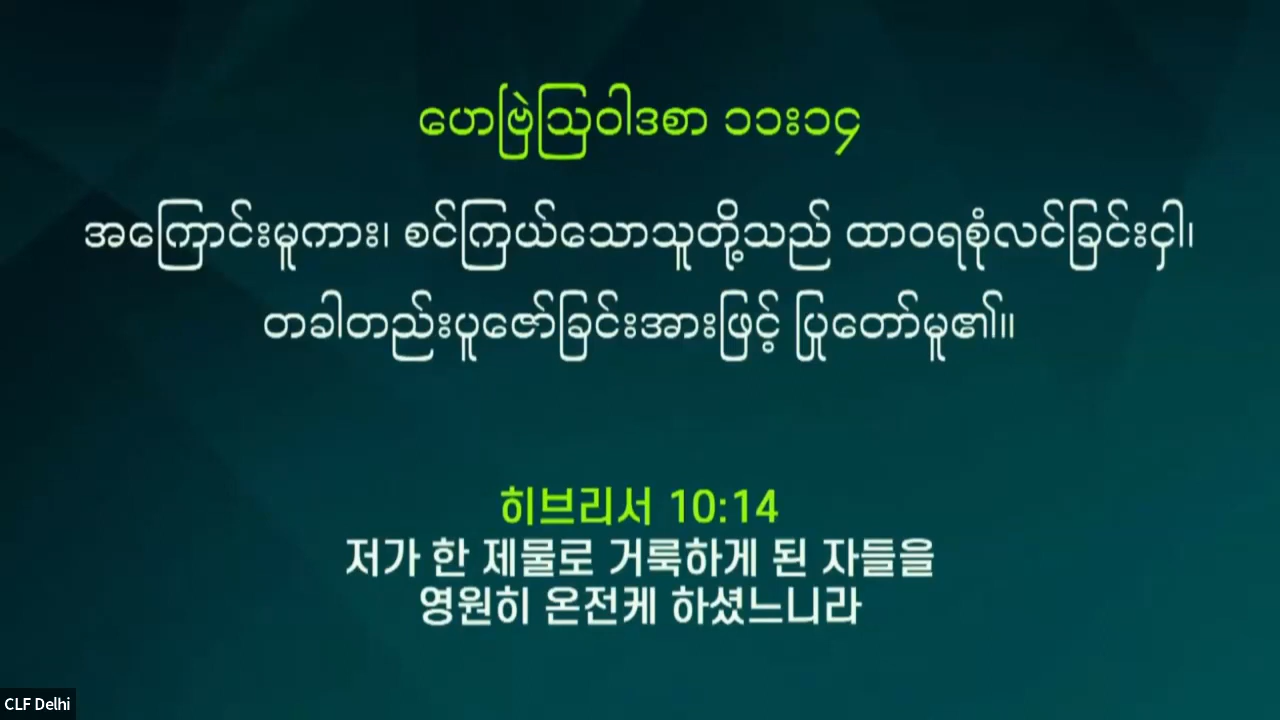 ဟေဗြဲဩဝါဒစာ ၁၁း၁၄
အကြောင်းမူကား၊ စင်ကြယ်သောသူတို့သည် ထာဝရစုံလင်ခြင်းငှါ၊
တခါတည်းပူဇော်ခြင်းအားဖြင့် ပြုတော်မူ၏။
히브리서 10:14
저가 한 제물로 거룩하게 된 자들을
영원히 온전케 하셨느니라
CLF Delhi